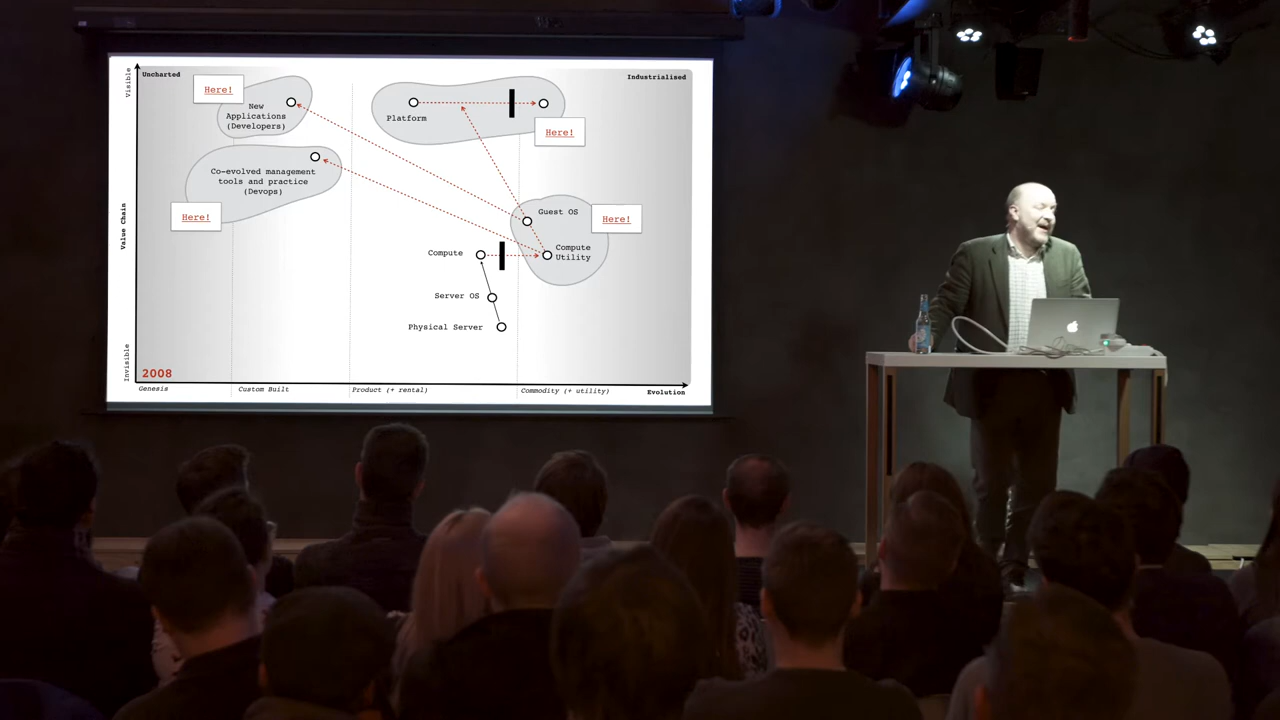 Visible
Uncharted
Industrialised
Here!
New
Applications
(Developers)
Platform
Here!
Co-evolved management
tools and practice
(Devops)
Here!
Guest OS
Here!
Value Chain
Compute
Compute
Utility
Server OS
Physical Server
Invisible
2008
Genesis
Custom Built
Product (+ rental)
Commodity (+ utility)
Evolution